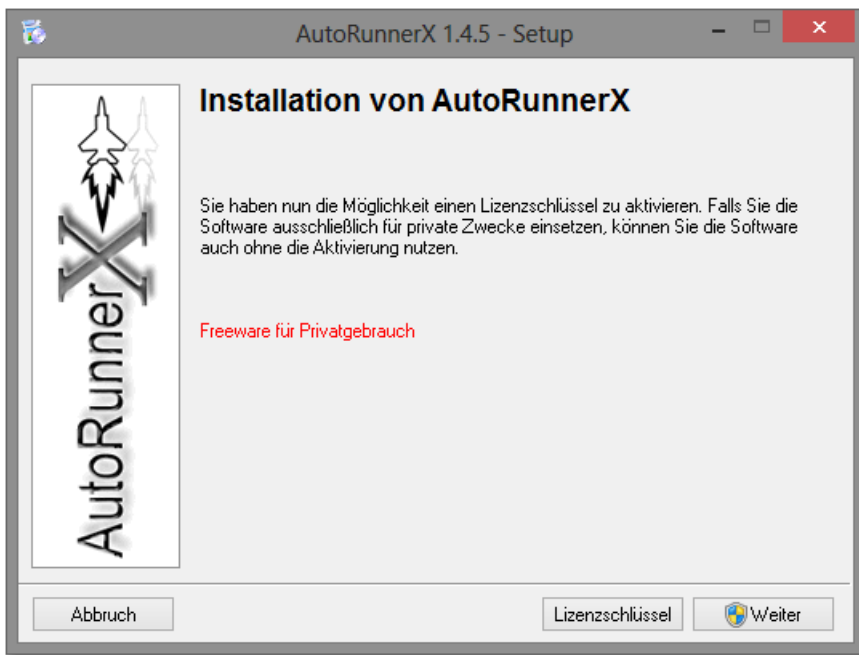 AutoRunnerX 1.4.5 - Setup
AutoRunnerX
Installation von AutoRunnerX
Sie haben nun die Möglichkeit einen Lizenzschlüssel zu aktivieren. Falls Sie die
Software ausschließlich für private Zwecke einsetzen, können Sie die Software
auch ohne die Aktivierung nutzen.
Freeware für Privatgebrauch
Abbruch
Lizenzschlüssel
Weiter